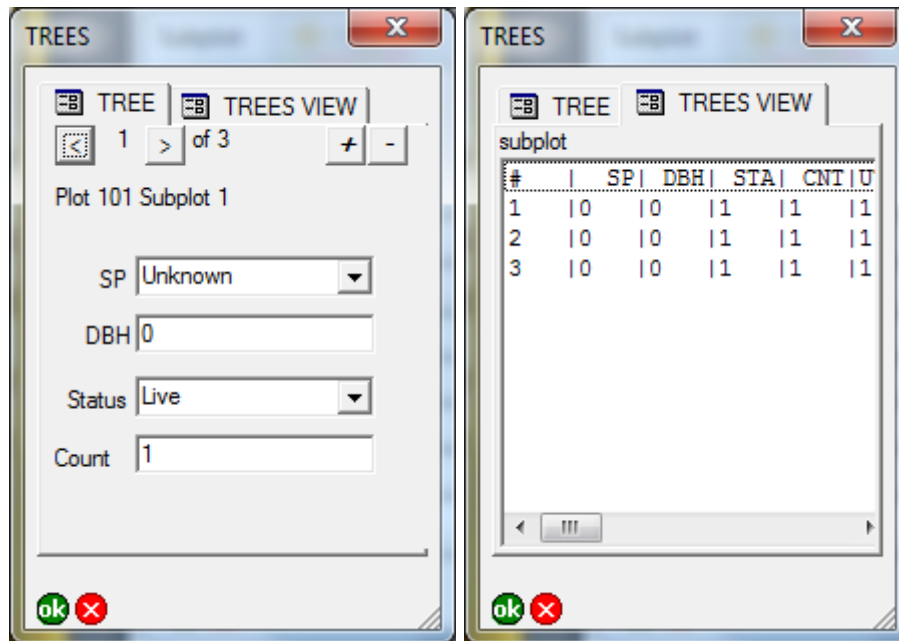 TREES
TREE TREES VIEW
< 1 > of 3 + -
Plot 101 Subplot 1
SP Unknown
DBH 0
Status Live
Count 1
ok
TREES
TREE TREES VIEW
subplot
# | SP| DBH| STA| CNT|U
1 |0 |0 |1 |1 |1
2 |0 |0 |1 |1 |1
3 |0 |0 |1 |1 |1
ok